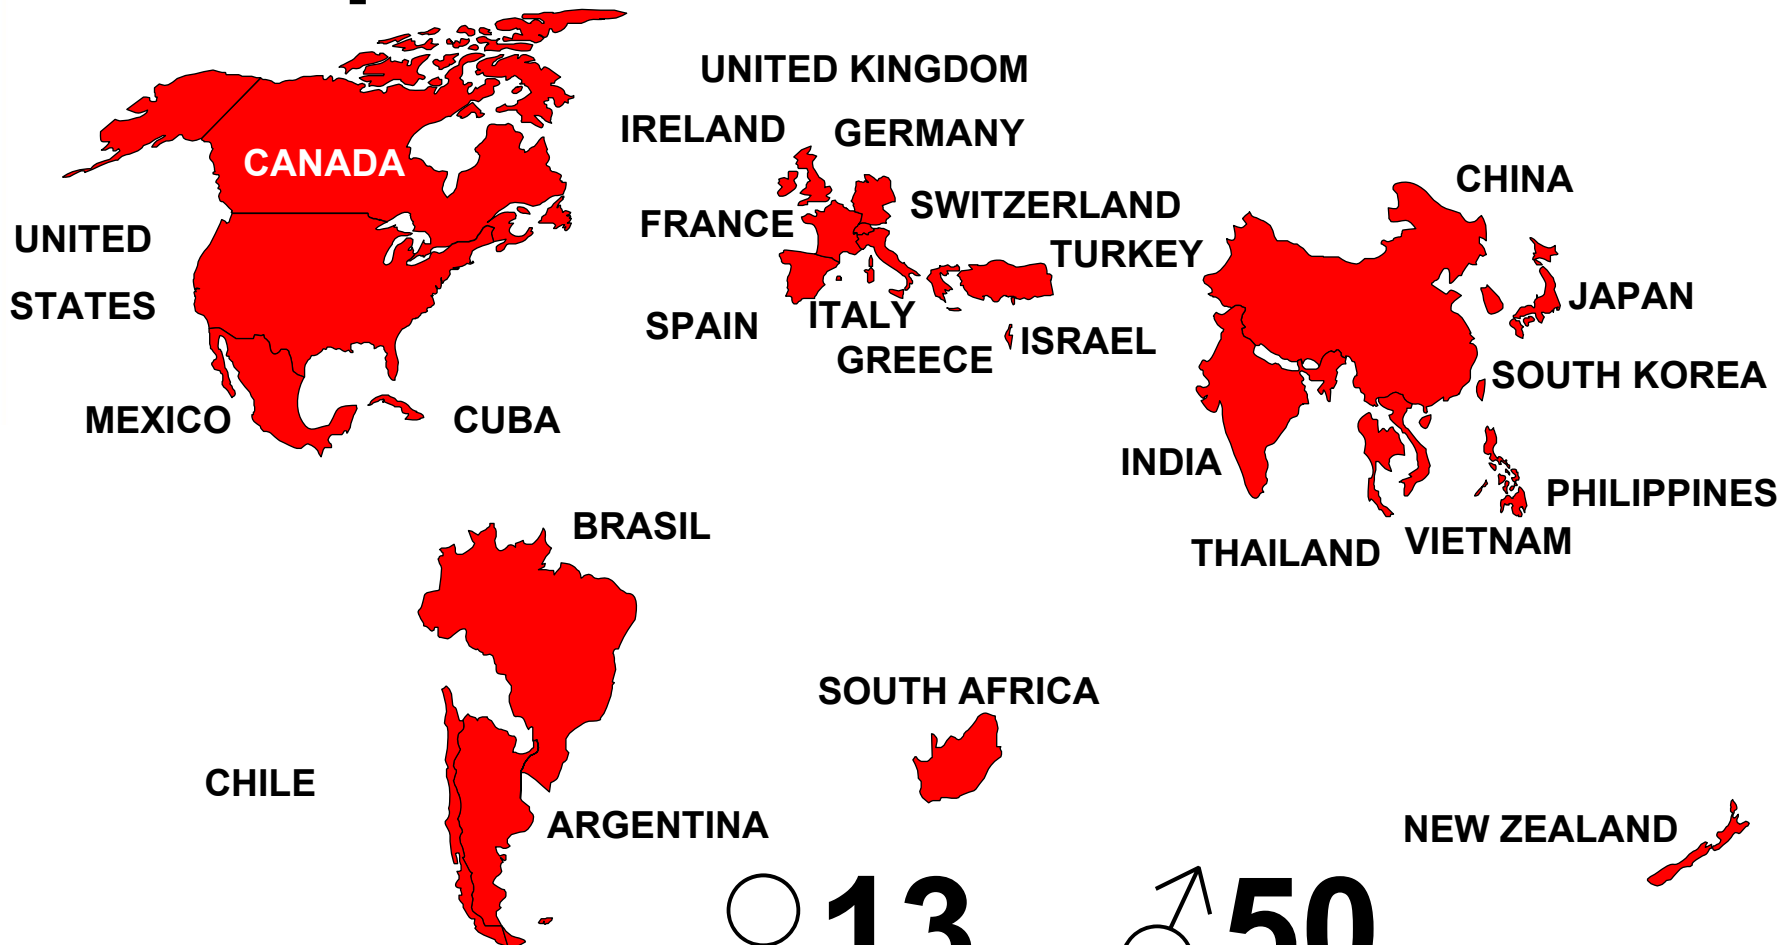 UNITED KINGDOM
IRELAND
GERMANY
CANADA
CHINA
SWITZERLAND
FRANCE
UNITED
STATES
TURKEY
JAPAN
SPAIN
ITALY
ISRAEL
GREECE
SOUTH KOREA
MEXICO
CUBA
INDIA
PHILIPPINES
BRASIL
VIETNAM
THAILAND
SOUTH AFRICA
CHILE
ARGENTINA
NEW ZEALAND
13
♂ 50